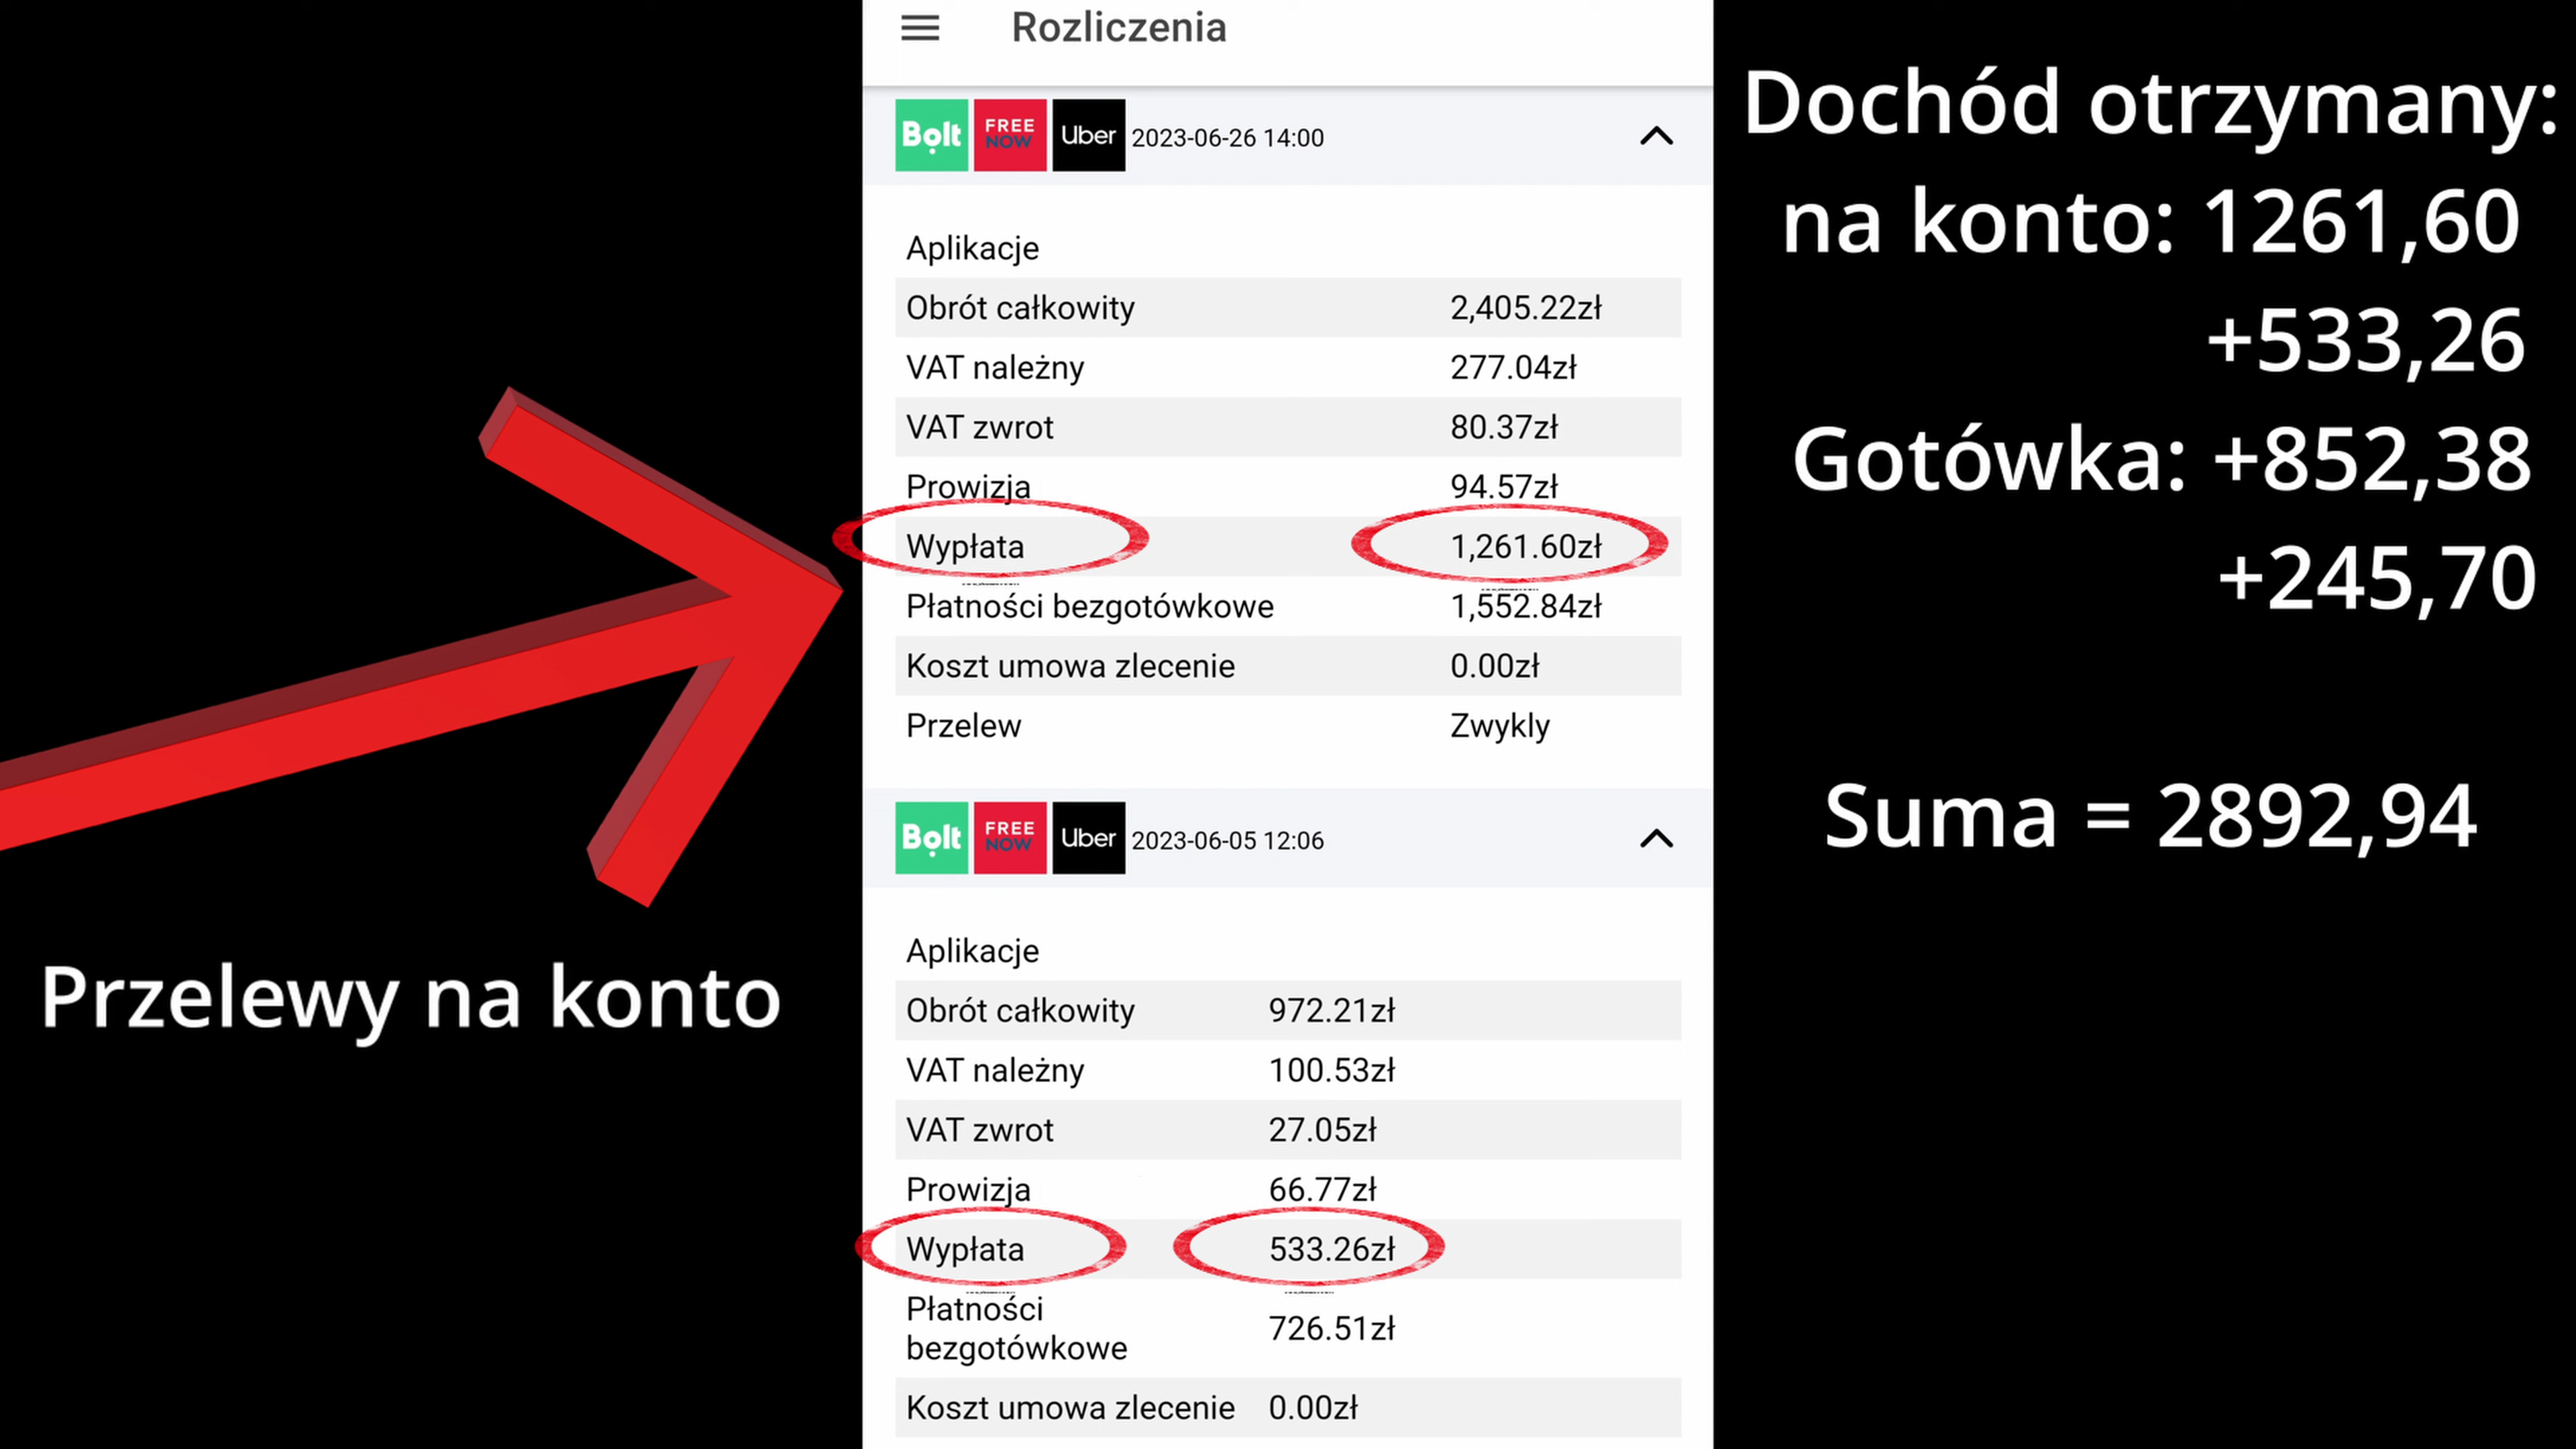 Rozliczenia
Bolt FREE NOW Uber 2023-06-26 14:00
Aplikacje
Obrót całkowity 2,405.22zł
VAT należny 277.04zł
VAT zwrot 80.37zł
Prowizja 94.57zł
Wypłata 1,261.60zł
Płatności bezgotówkowe 1,552.84zł
Koszt umowa zlecenie 0.00zł
Przelew Zwykly
Bolt FREE NOW Uber 2023-06-05 12:06
Aplikacje
Obrót całkowity 972.21zł
VAT należny 100.53zł
VAT zwrot 27.05zł
Prowizja 66.77zł
Wypłata 533.26zł
Płatności
bezgotówkowe 726.51zł
Koszt umowa zlecenie 0.00zł
Przelewy na konto
Dochód otrzymany:
na konto: 1261,60
+533,26
Gotówka: +852,38
+245,70
Suma = 2892,94